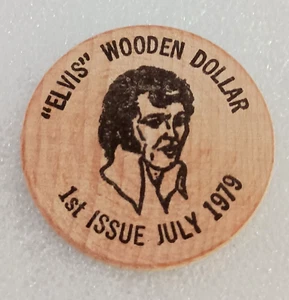 "ELVIS" WOODEN DOLLAR
1st ISSUE JULY 1979